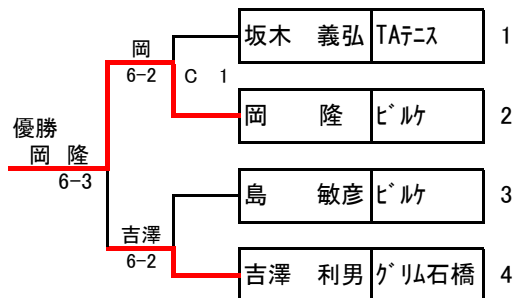 坂木 義弘 TAテニス 1
岡
6-2 C 1
岡 隆 ビルケ 2
優勝
岡 隆
6-3
島 敏彦 ビルケ 3
吉澤
6-2
吉澤 利男 グリム石橋 4